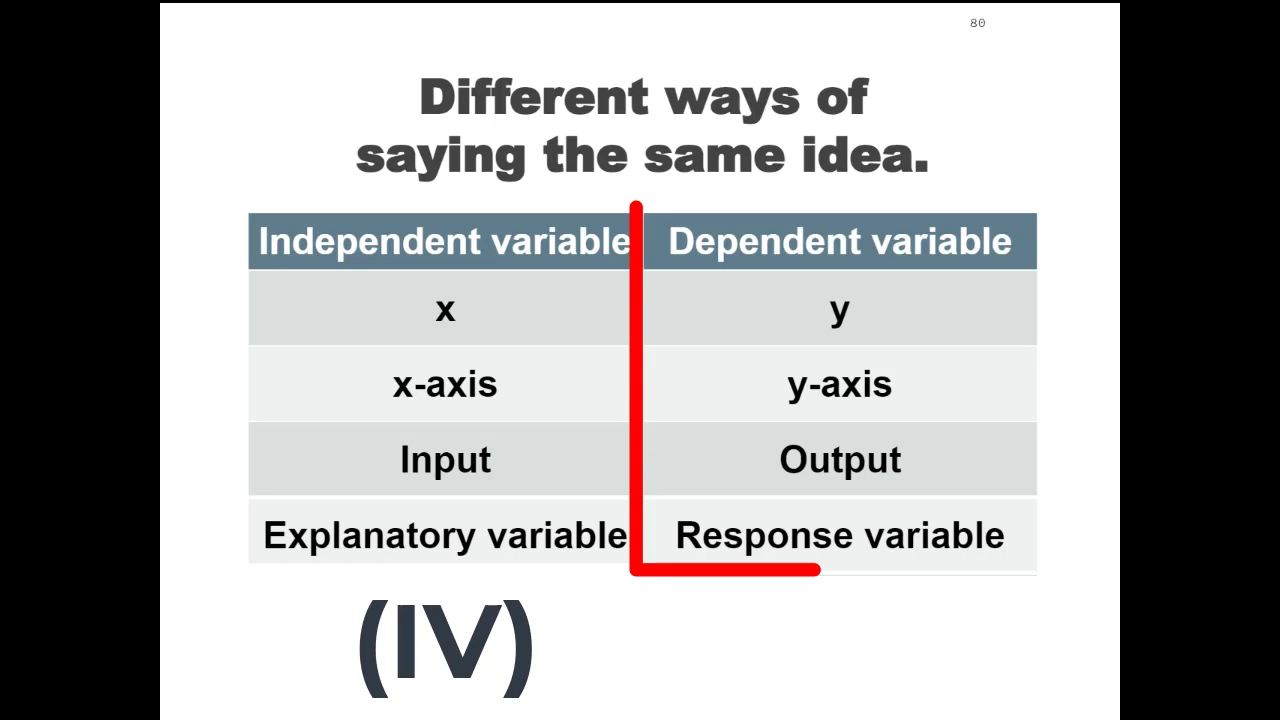 80
Different ways of
saying the same idea.
Independent variable Dependent variable
x y
x-axis y-axis
Input Output
Explanatory variable Response variable
(IV)